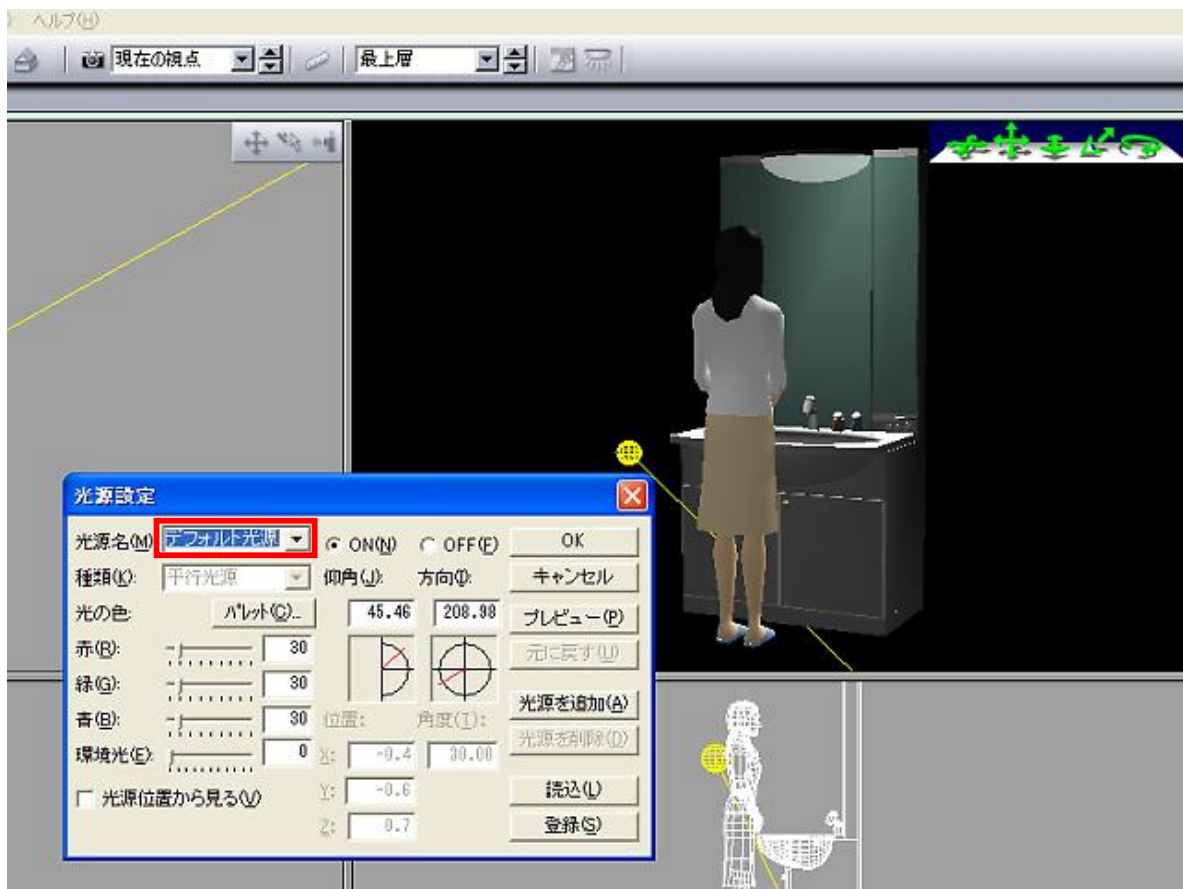 ヘルプ(H)
現在の視点 最上層
光源設定
光源名(M) デフォルト光源 ON(N) OFF(F) OK
種類(K): 平行光源 仰角(J): 方向(I): キャンセル
光の色: パレット(C)... 45.46 208.98 プレビュー(P)
赤(R): 30 元に戻す(U)
緑(G): 30 光源を追加(A)
青(B): 30 位置: 角度(T): 光源を削除(D)
環境光(E): 0 X: -0.4 30.00
光源位置から見る(V) Y: -0.6 読込(L)
Z: 0.7 登録(S)